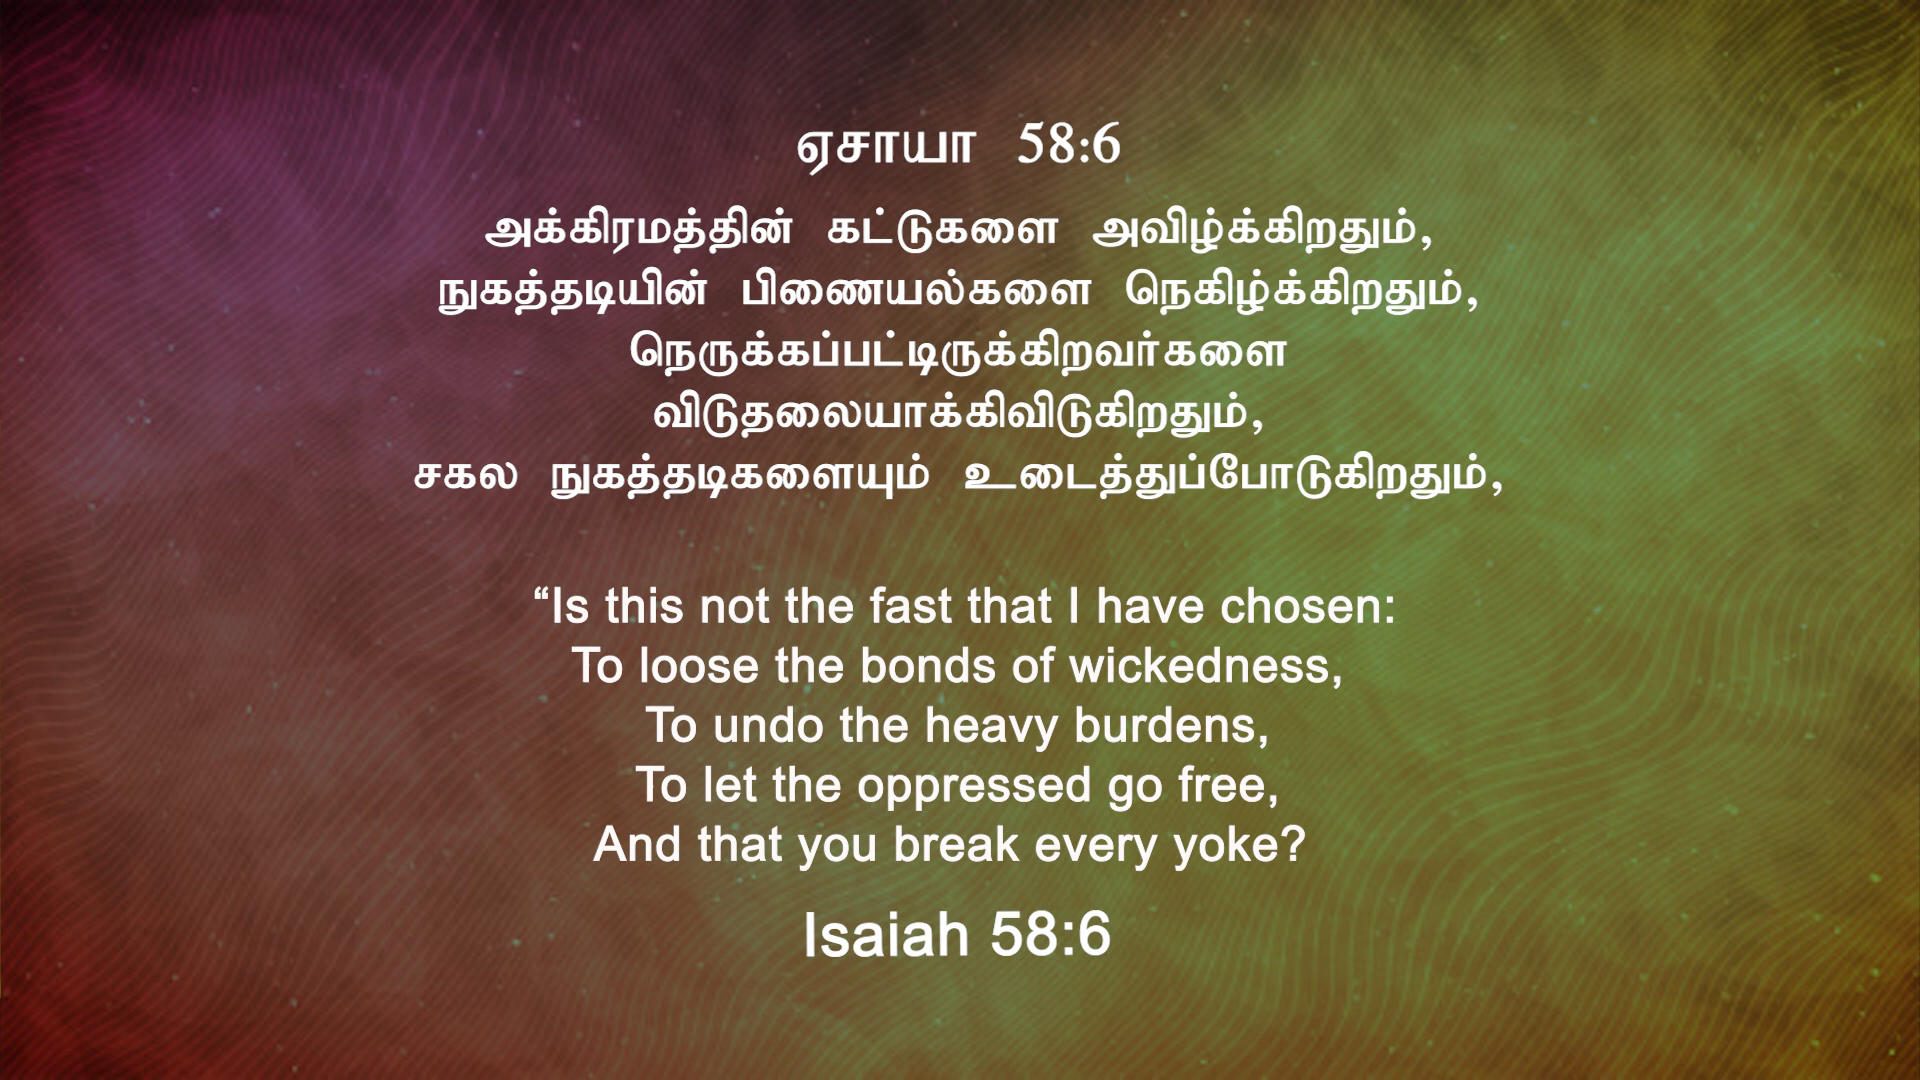 ஏசாயா 58:6
அக்கிரமத்தின் கட்டுகளை அவிழ்க்கிறதும்,
நுகத்தடியின் பிணையல்களை நெகிழ்க்கிறதும்,
நெருக்கப்பட்டிருக்கிறவர்களை
விடுதலையாக்கிவிடுகிறதும்,
சகல நுகத்தடிகளையும் உடைத்துப்போடுகிறதும்,
“Is this not the fast that I have chosen:
To loose the bonds of wickedness,
To undo the heavy burdens,
To let the oppressed go free,
And that you break every yoke?
Isaiah 58:6